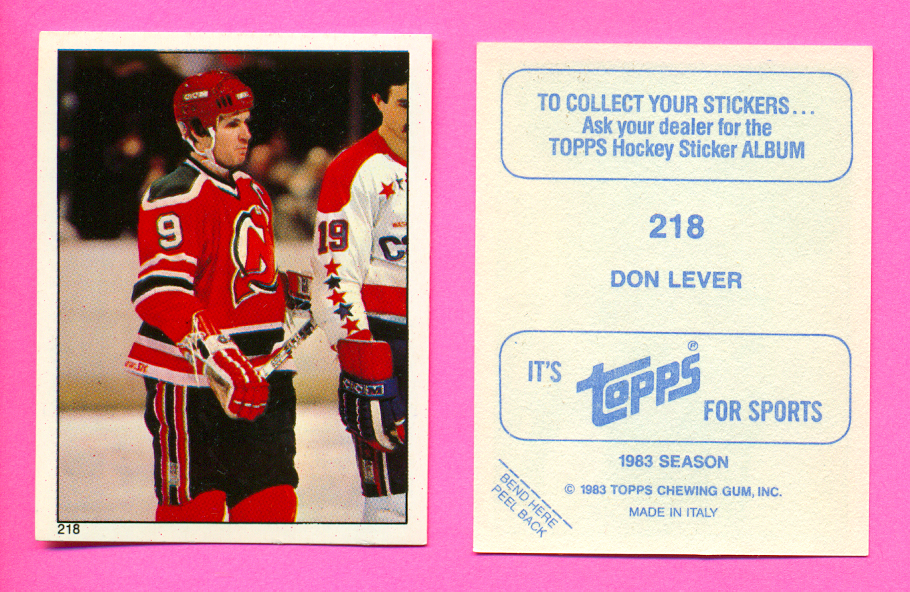 9
19
CCM
218
TO COLLECT YOUR STICKERS...
Ask your dealer for the
TOPPS Hockey Sticker ALBUM
218
DON LEVER
IT'S topps® FOR SPORTS
1983 SEASON
© 1983 TOPPS CHEWING GUM, INC.
MADE IN ITALY
BEND HERE
PEEL BACK